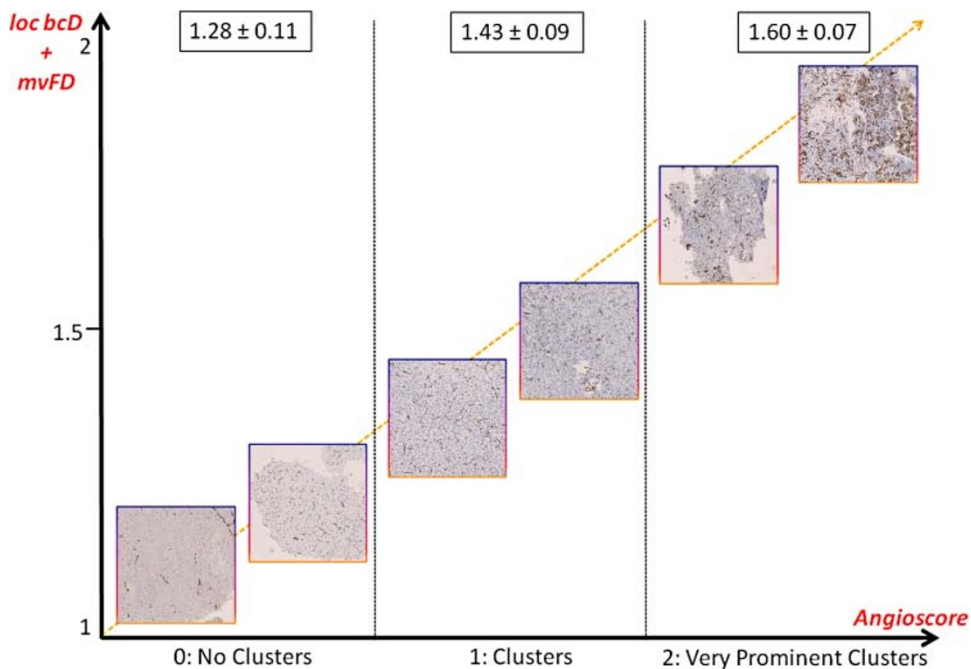 loc bcD
+
mvFD
1.28 ± 0.11
1.43 ± 0.09
1.60 ± 0.07
2
1.5
1
Angioscore
0: No Clusters
1: Clusters
2: Very Prominent Clusters